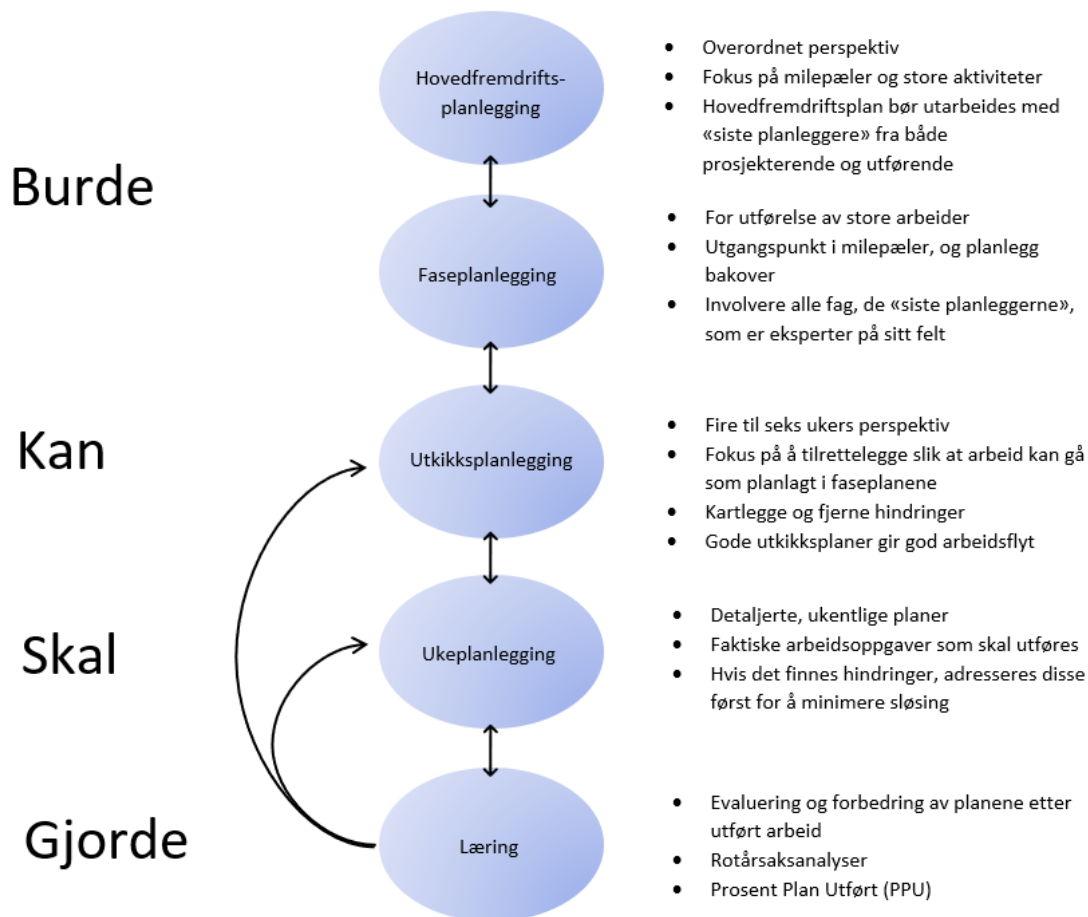 Hovedfremdrifts-
planlegging
• Overordnet perspektiv
• Fokus på milepæler og store aktiviteter
• Hovedfremdriftsplan bør utarbeides med
«siste planleggere» fra både
prosjekterende og utførende
Burde
Faseplanlegging
• For utførelse av store arbeider
• Utgangspunkt i milepæler, og planlegg
bakover
• Involvere alle fag, de «siste planleggerne»,
som er eksperter på sitt felt
Kan
Utkikksplanlegging
• Fire til seks ukers perspektiv
• Fokus på å tilrettelegge slik at arbeid kan gå
som planlagt i faseplanene
• Kartlegge og fjerne hindringer
• Gode utkikksplaner gir god arbeidsflyt
Skal
Ukeplanlegging
• Detaljerte, ukentlige planer
• Faktiske arbeidsoppgaver som skal utføres
• Hvis det finnes hindringer, adresseres disse
først for å minimere sløsing
Gjorde
Læring
• Evaluering og forbedring av planene etter
utført arbeid
• Rotårsaksanalyser
• Prosent Plan Utført (PPU)